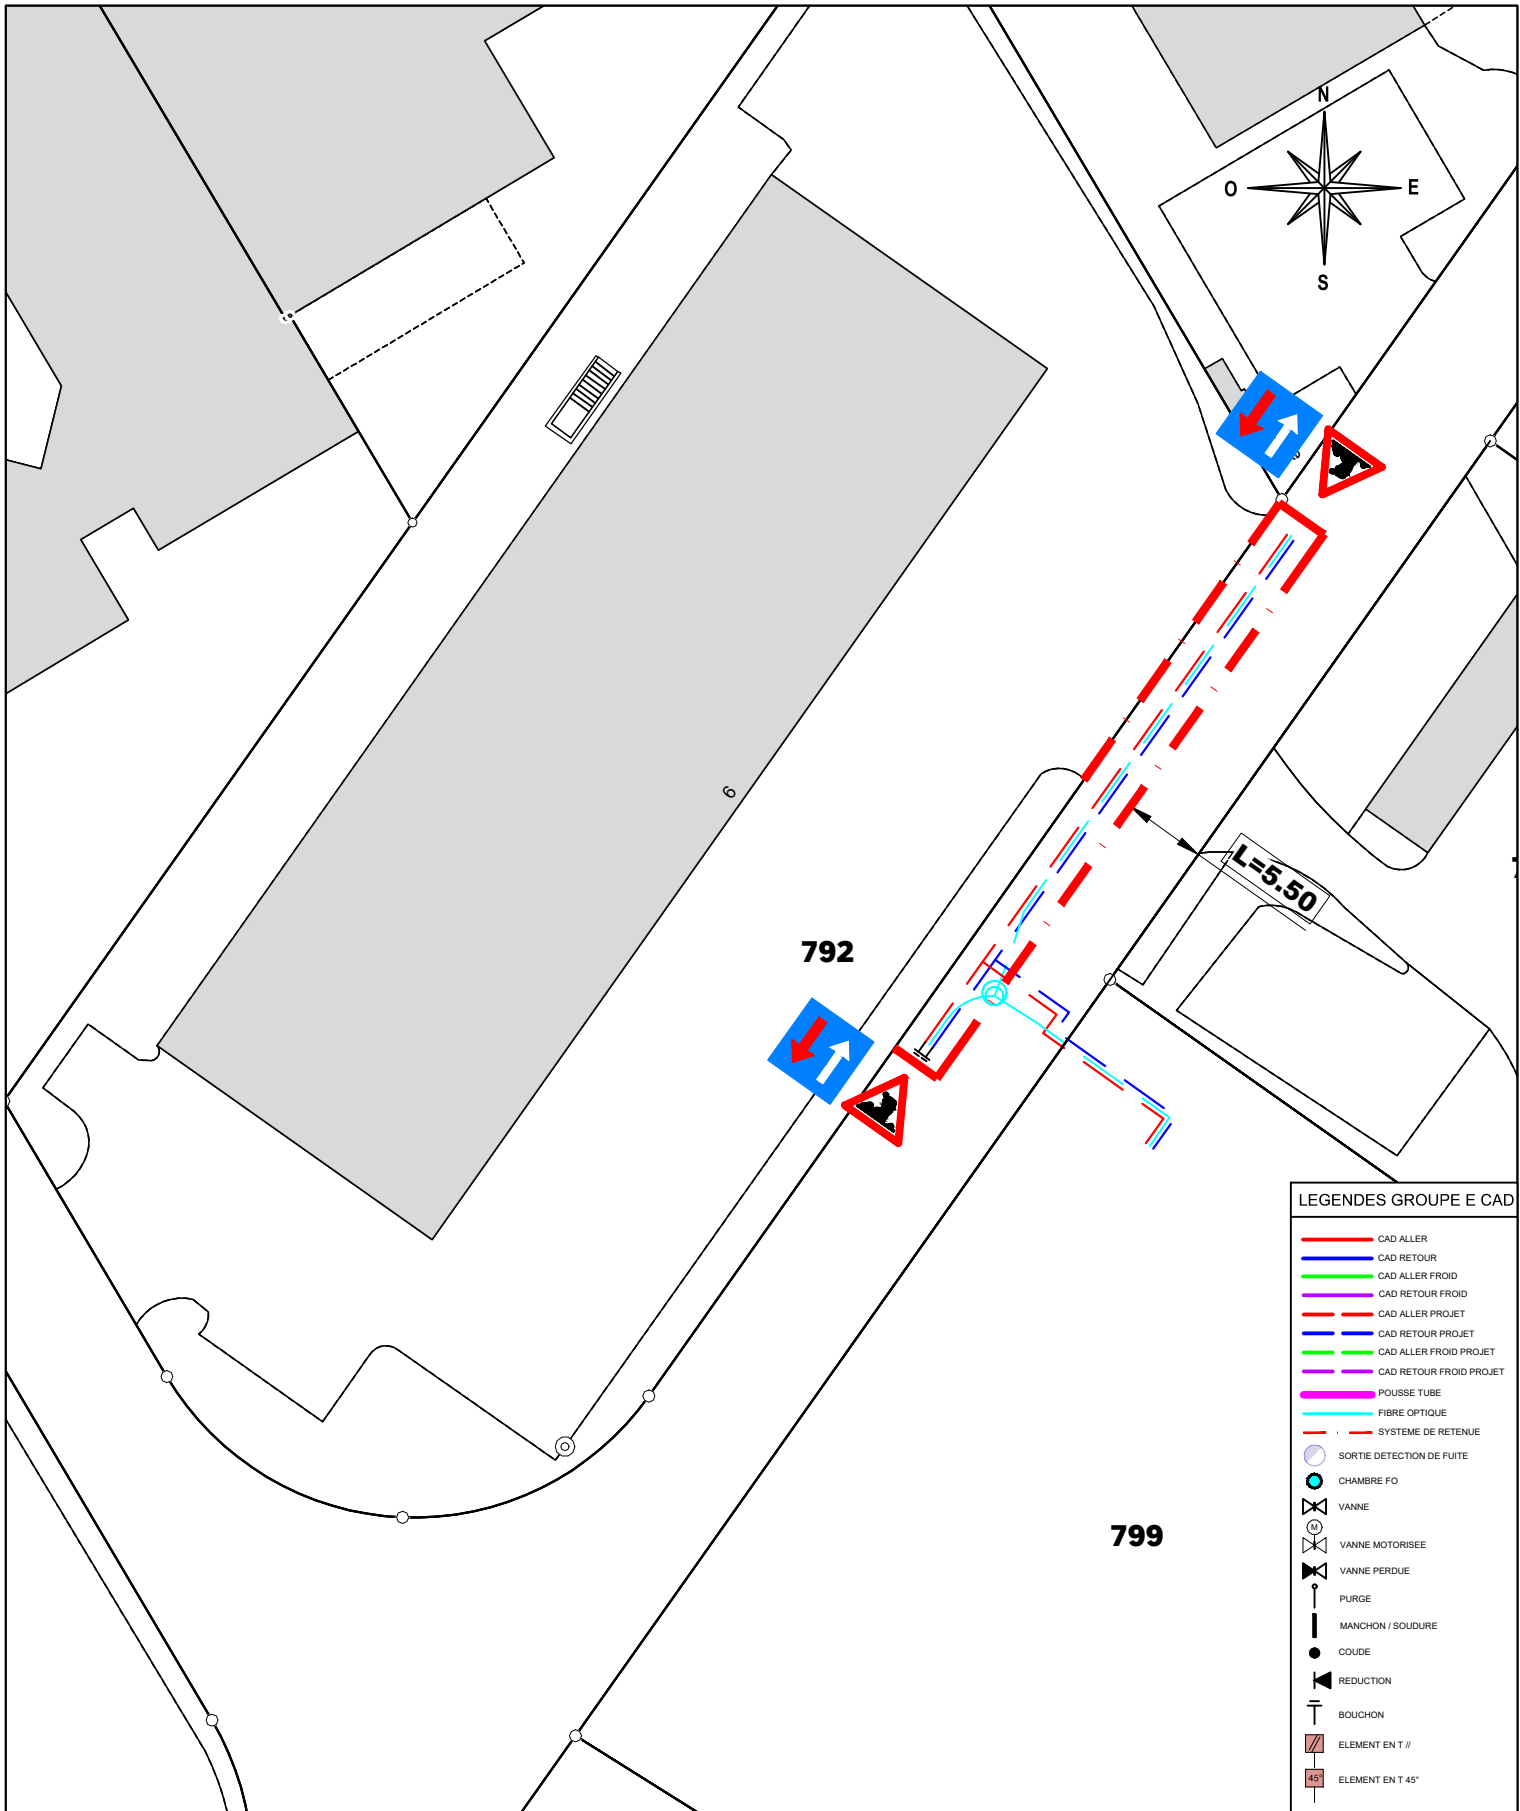 N
O
E
S
6
L=5.50
792
799
LEGENDES GROUPE E CAD
CAD ALLER
CAD RETOUR
CAD ALLER FROID
CAD RETOUR FROID
CAD ALLER PROJET
CAD RETOUR PROJET
CAD ALLER FROID PROJET
CAD RETOUR FROID PROJET
POUSSE TUBE
FIBRE OPTIQUE
SYSTEME DE RETENUE
SORTIE DETECTION DE FUITE
CHAMBRE FO
VANNE
M
VANNE MOTORISEE
VANNE PERDUE
PURGE
MANCHON / SOUDURE
COUDE
REDUCTION
BOUCHON
ELEMENT EN T //
45° ELEMENT EN T 45°